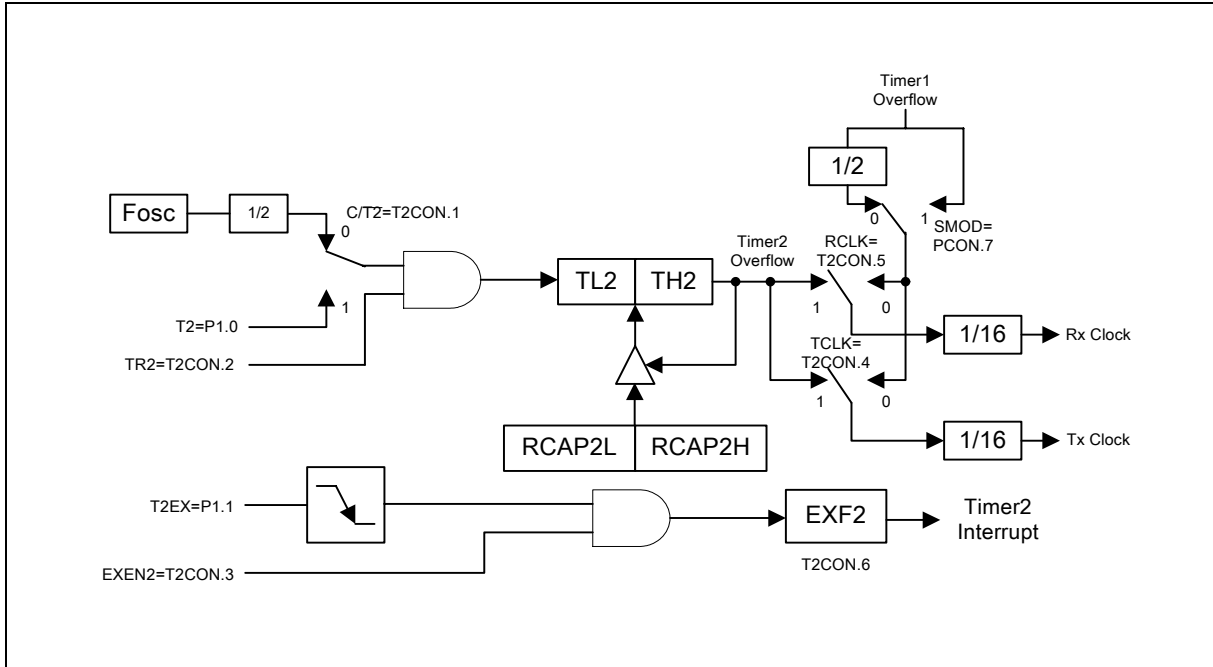 Timer1
Overflow
1/2
Fosc
1/2
C/T2=T2CON.1
0
1
T2=P1.0
TR2=T2CON.2
TL2
TH2
Timer2
Overflow
0
1
SMOD=
PCON.7
RCLK=
T2CON.5
1
0
1/16
Rx Clock
TCLK=
T2CON.4
1
0
1/16
Tx Clock
RCAP2L
RCAP2H
T2EX=P1.1
EXEN2=T2CON.3
EXF2
T2CON.6
Timer2
Interrupt